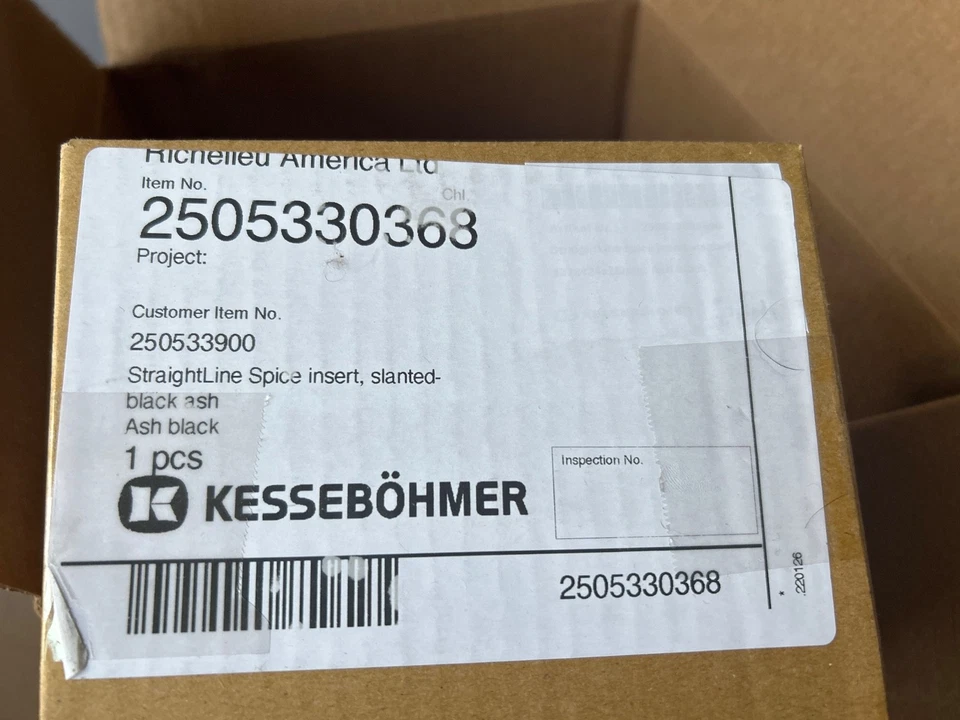 Richelieu America Ltd
Item No.
Chl.
2505330368
Project:
Customer Item No.
250533900
StraightLine Spice insert, slanted-
black ash
Ash black
1 pcs
Inspection No.
K KESSEBÖHMER
2505330368
* 220126